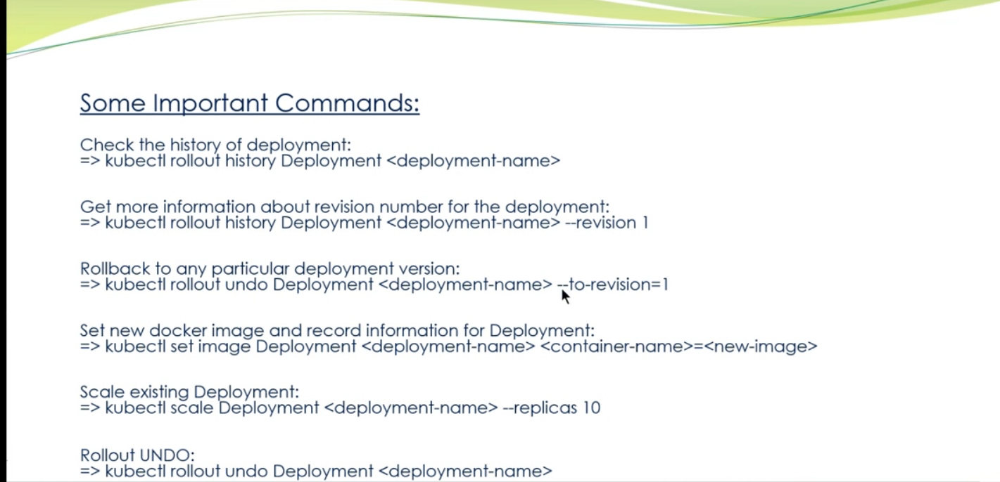 Some Important Commands:
Check the history of deployment:
=> kubectl rollout history Deployment <deployment-name>
Get more information about revision number for the deployment:
=> kubectl rollout history Deployment <deployment-name> --revision 1
Rollback to any particular deployment version:
=> kubectl rollout undo Deployment <deployment-name> --to-revision=1
Set new docker image and record information for Deployment:
=> kubectl set image Deployment <deployment-name> <container-name>=<new-image>
Scale existing Deployment:
=> kubectl scale Deployment <deployment-name> --replicas 10
Rollout UNDO:
=> kubectl rollout undo Deployment <deployment-name>